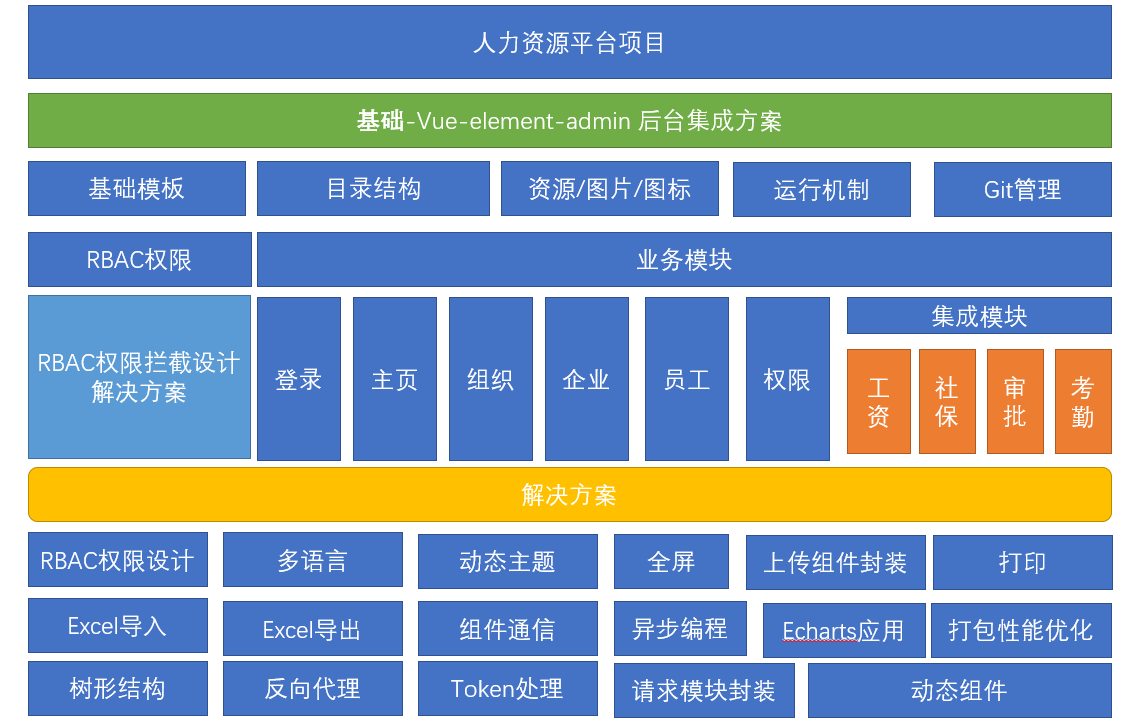 人力资源平台项目
基础-Vue-element-admin 后台集成方案
基础模板
目录结构
资源/图片/图标
运行机制
Git管理
RBAC权限
业务模块
RBAC权限拦截设计
解决方案
登录
主页
组织
企业
员工
权限
集成模块
工
资
社
保
审
批
考
勤
解决方案
RBAC权限设计
多语言
动态主题
全屏
上传组件封装
打印
Excel导入
Excel导出
组件通信
异步编程
Echarts应用
打包性能优化
树形结构
反向代理
Token处理
请求模块封装
动态组件